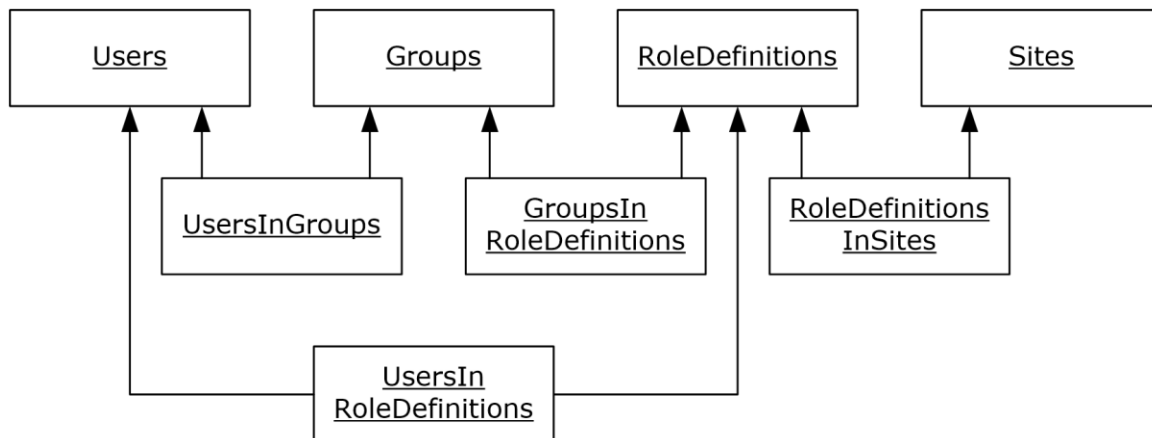 Users
Groups
RoleDefinitions
Sites
UsersInGroups
GroupsIn
RoleDefinitions
RoleDefinitions
InSites
UsersIn
RoleDefinitions